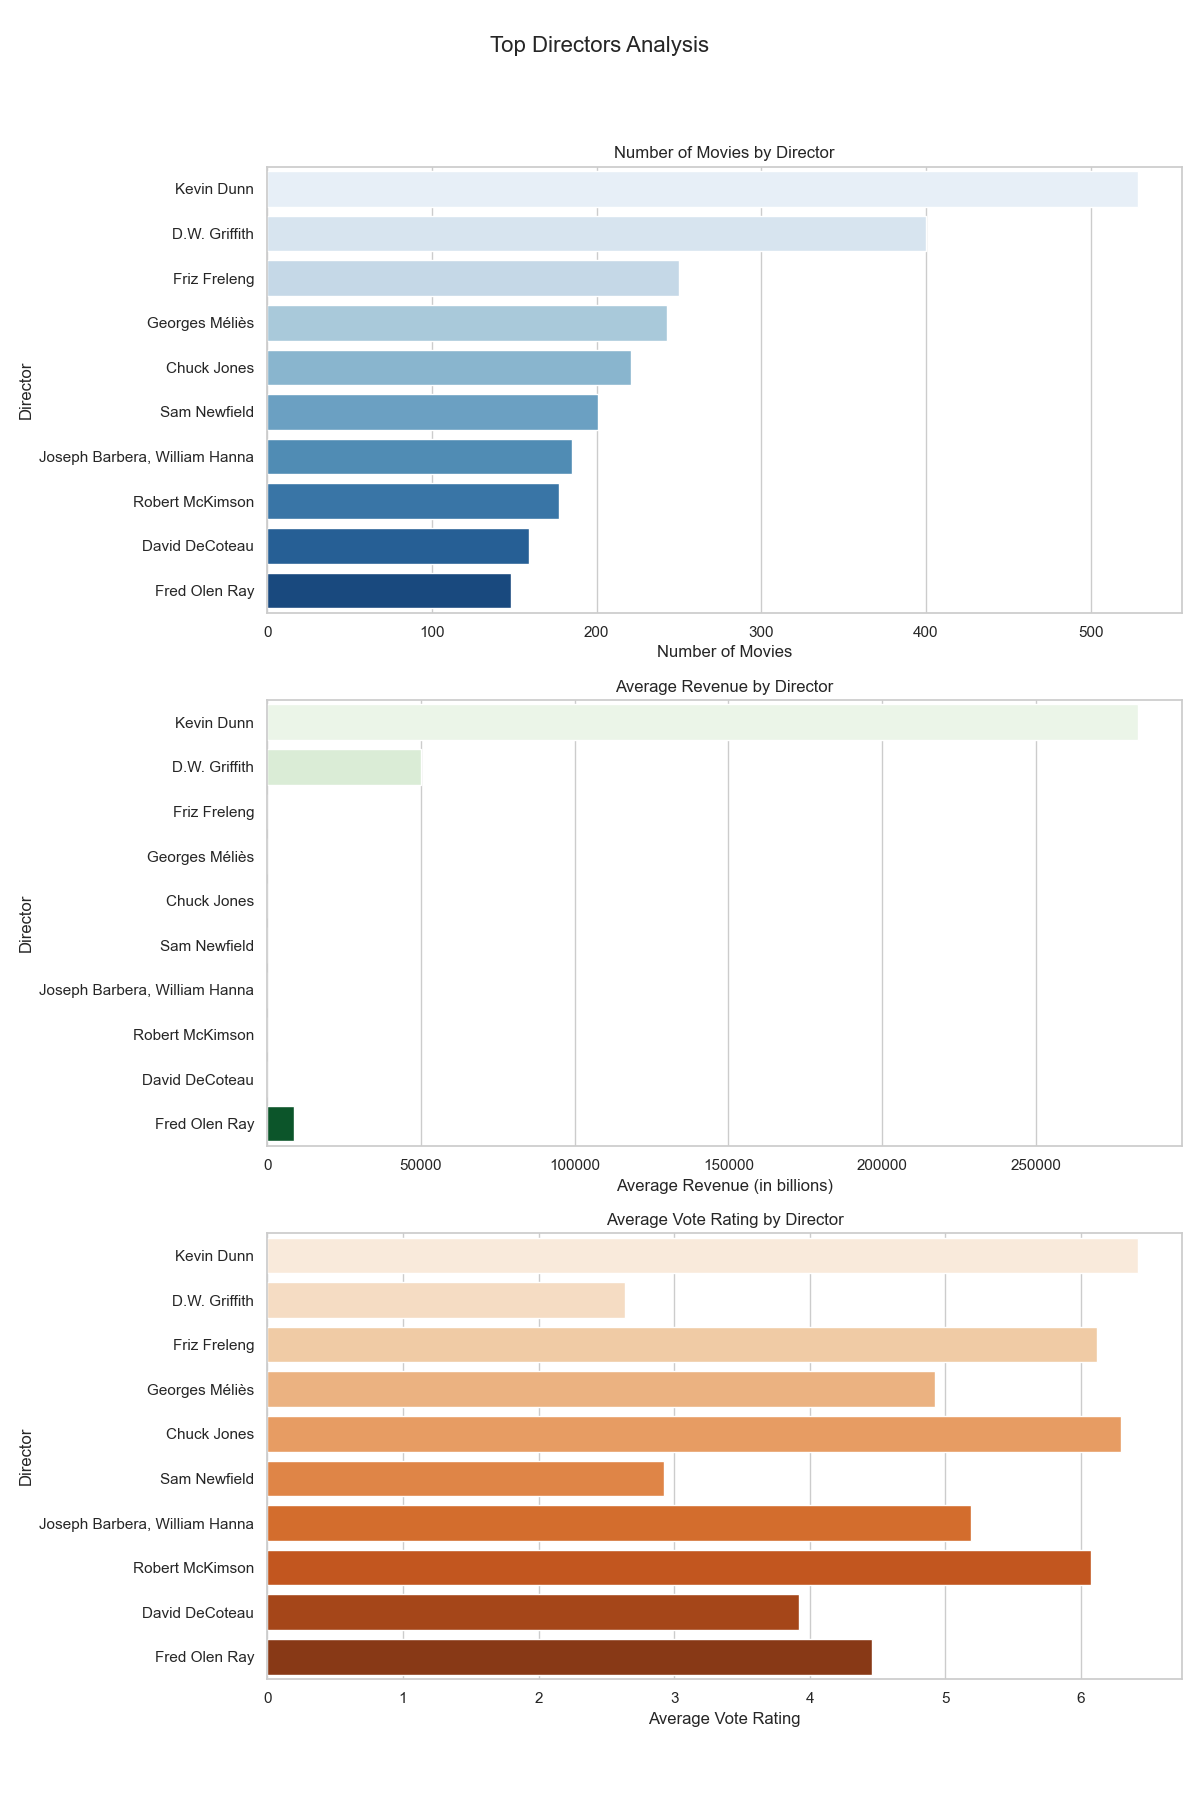 Top Directors Analysis
Number of Movies by Director
Director
Kevin Dunn
D.W. Griffith
Friz Freleng
Georges Méliès
Chuck Jones
Sam Newfield
Joseph Barbera, William Hanna
Robert McKimson
David DeCoteau
Fred Olen Ray
0 100 200 300 400 500
Number of Movies
Average Revenue by Director
Director
Kevin Dunn
D.W. Griffith
Friz Freleng
Georges Méliès
Chuck Jones
Sam Newfield
Joseph Barbera, William Hanna
Robert McKimson
David DeCoteau
Fred Olen Ray
0 50000 100000 150000 200000 250000
Average Revenue (in billions)
Average Vote Rating by Director
Director
Kevin Dunn
D.W. Griffith
Friz Freleng
Georges Méliès
Chuck Jones
Sam Newfield
Joseph Barbera, William Hanna
Robert McKimson
David DeCoteau
Fred Olen Ray
0 1 2 3 4 5 6
Average Vote Rating